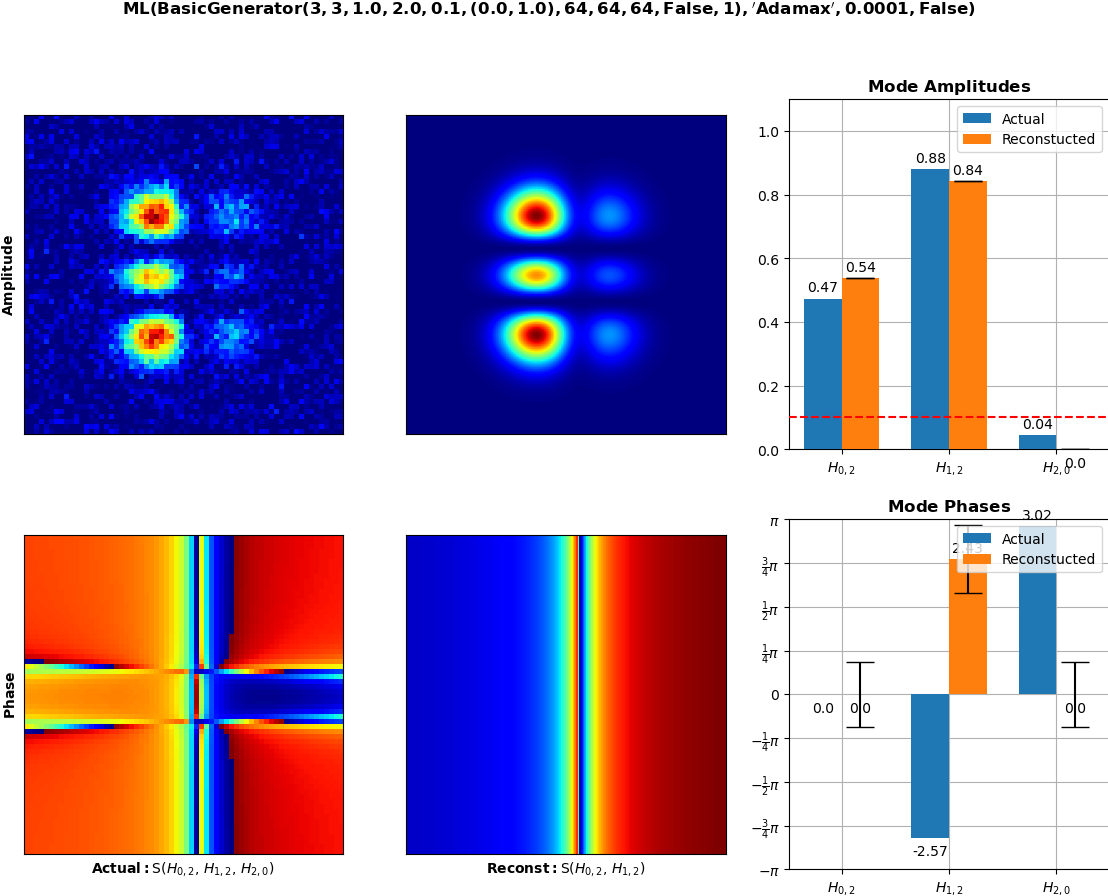 ML(BasicGenerator(3, 3, 1.0, 2.0, 0.1, (0.0, 1.0), 64, 64, 64, False, 1), ′Adamax′, 0.0001, False)
Amplitude
Mode Amplitudes
Actual
Reconstucted
1.0
0.8
0.6
0.4
0.2
0.0
0.47
0.54
0.88
0.84
0.04
0.0
H0, 2
H1, 2
H2, 0
Phase
Actual: S(H0, 2, H1, 2, H2, 0)
Reconst: S(H0, 2, H1, 2)
Mode Phases
Actual
Reconstucted
π
3/4π
1/2π
1/4π
0
−1/4π
−1/2π
−3/4π
−π
0.0
0.0
-2.57
2.43
3.02
0.0
H0, 2
H1, 2
H2, 0